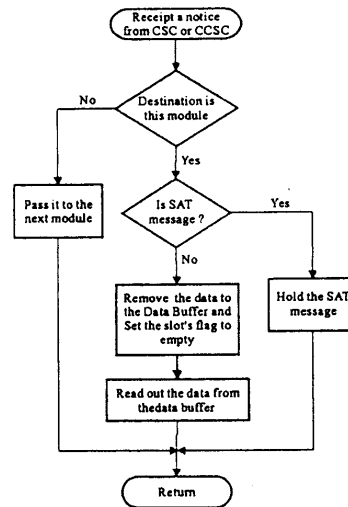 Receipt a notice
from CSC or CCSC
No
Destination is
this module
Yes
Pass it to the
next module
Is SAT
message ?
Yes
No
Remove the data to
the Data Buffer and
Set the slot's flag to
empty
Hold the SAT
message
Read out the data from
thedata buffer
Return